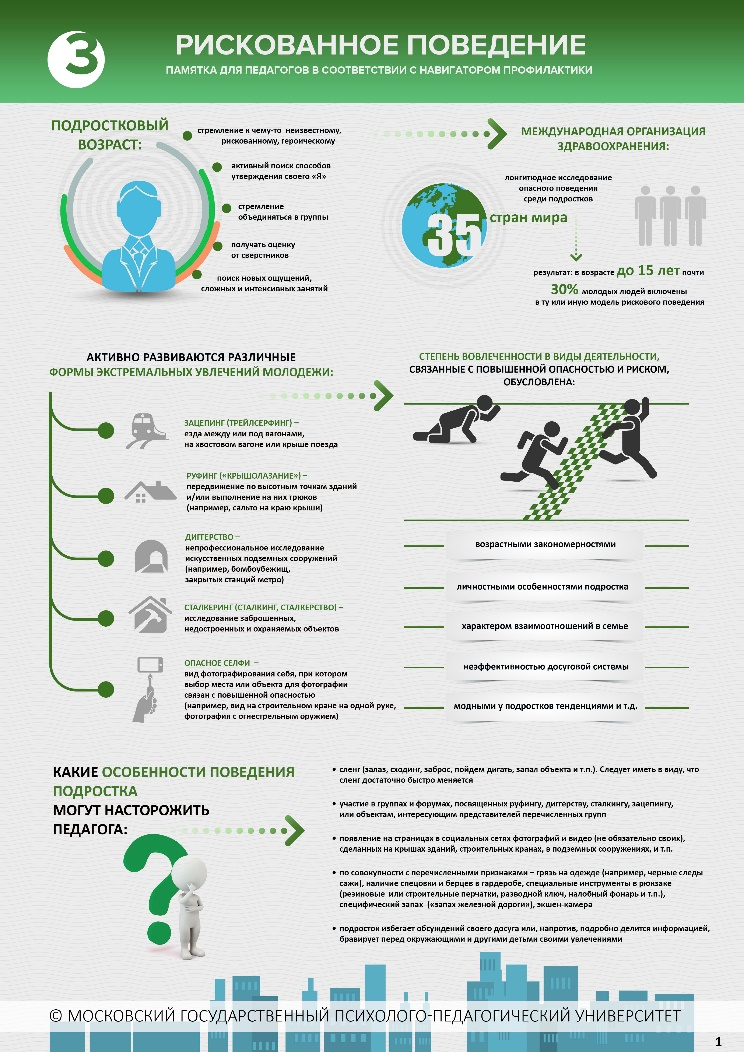 3
РИСКОВАННОЕ ПОВЕДЕНИЕ
ПАМЯТКА ДЛЯ ПЕДАГОГОВ В СООТВЕТСТВИИ С НАВИГАТОРОМ ПРОФИЛАКТИКИ
ПОДРОСТКОВЫЙ
ВОЗРАСТ:
стремление к чему-то неизвестному,
рискованному, героическому
активный поиск способов
утверждения своего «Я»
стремление
объединяться в группы
получать оценку
от сверстников
поиск новых ощущений,
сложных и интенсивных занятий
МЕЖДУНАРОДНАЯ ОРГАНИЗАЦИЯ
ЗДРАВООХРАНЕНИЯ:
лонгитюдное исследование
опасного поведения
среди подростков
35 стран мира
результат: в возрасте до 15 лет почти
30% молодых людей включены
в ту или иную модель рискового поведения
АКТИВНО РАЗВИВАЮТСЯ РАЗЛИЧНЫЕ
ФОРМЫ ЭКСТРЕМАЛЬНЫХ УВЛЕЧЕНИЙ МОЛОДЕЖИ:
ЗАЦЕПИНГ (ТРЕЙЛСЕРФИНГ) –
езда между или под вагонами,
на хвостовом вагоне или крыше поезда
РУФИНГ («КРЫШОЛАЗАНИЕ») –
передвижение по высотным точкам зданий
и/или выполнение на них трюков
(например, сальто на краю крыши)
ДИГГЕРСТВО –
непрофессиональное исследование
искусственных подземных сооружений
(например, бомбоубежищ,
закрытых станций метро)
СТАЛКЕРИНГ (СТАЛКИНГ, СТАЛКЕРСТВО) –
исследование заброшенных,
недостроенных и охраняемых объектов
ОПАСНОЕ СЕЛФИ –
вид фотографирования себя, при котором
выбор места или объекта для фотографии
связан с повышенной опасностью
(например, вид на строительном кране на одной руке,
фотография с огнестрельным оружием)
СТЕПЕНЬ ВОВЛЕЧЕННОСТИ В ВИДЫ ДЕЯТЕЛЬНОСТИ,
СВЯЗАННЫЕ С ПОВЫШЕННОЙ ОПАСНОСТЬЮ И РИСКОМ,
ОБУСЛОВЛЕНА:
возрастными закономерностями
личностными особенностями подростка
характером взаимоотношений в семье
неэффективностью досуговой системы
модными у подростков тенденциями и т.д.
КАКИЕ ОСОБЕННОСТИ ПОВЕДЕНИЯ
ПОДРОСТКА
МОГУТ НАСТОРОЖИТЬ
ПЕДАГОГА:
• сленг (залаз, сходинг, заброс, пойдем дигать, запал объекта и т.п.). Следует иметь в виду, что
сленг достаточно быстро меняется
• участие в группах и форумах, посвященных руфингу, диггерству, сталкингу, зацепингу,
или объектам, интересующим представителей перечисленных групп
• появление на страницах в социальных сетях фотографий и видео (не обязательно своих),
сделанных на крышах зданий, строительных кранах, в подземных сооружениях, и т.п.
• по совокупности с перечисленными признаками – грязь на одежде (например, черные следы
сажи), наличие спецовки и берцев в гардеробе, специальные инструменты в рюкзаке
(резиновые или строительные перчатки, разводной ключ, налобный фонарь и т.п.),
специфический запах («запах железной дороги»), экшен-камера
• подросток избегает обсуждений своего досуга или, напротив, подробно делится информацией,
бравирует перед окружающими и другими детьми своими увлечениями
© МОСКОВСКИЙ ГОСУДАРСТВЕННЫЙ ПСИХОЛОГО-ПЕДАГОГИЧЕСКИЙ УНИВЕРСИТЕТ
1